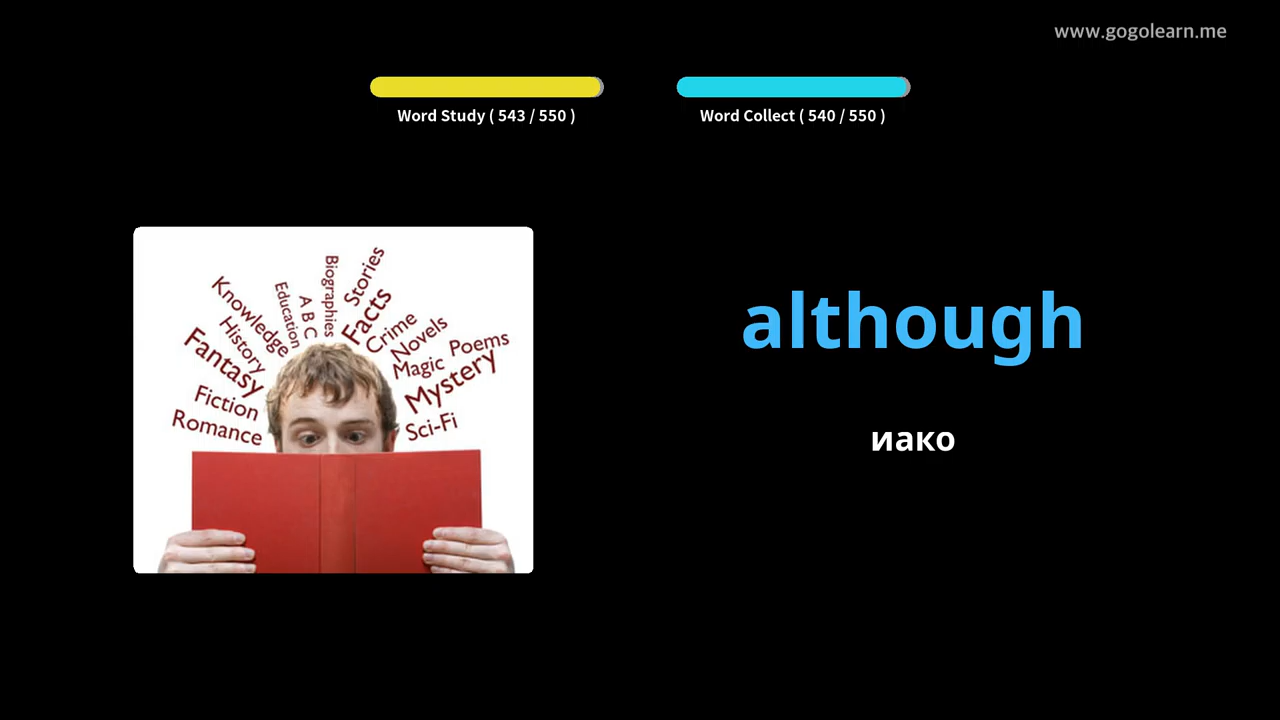 www.gogolearn.me
Word Study ( 543 / 550 )
Word Collect ( 540 / 550 )
Knowledge
History
Fantasy
Fiction
Romance
Education
A B C
Biographies
Stories
Facts
Crime
Novels
Magic
Poems
Mystery
Sci-Fi
although
иако